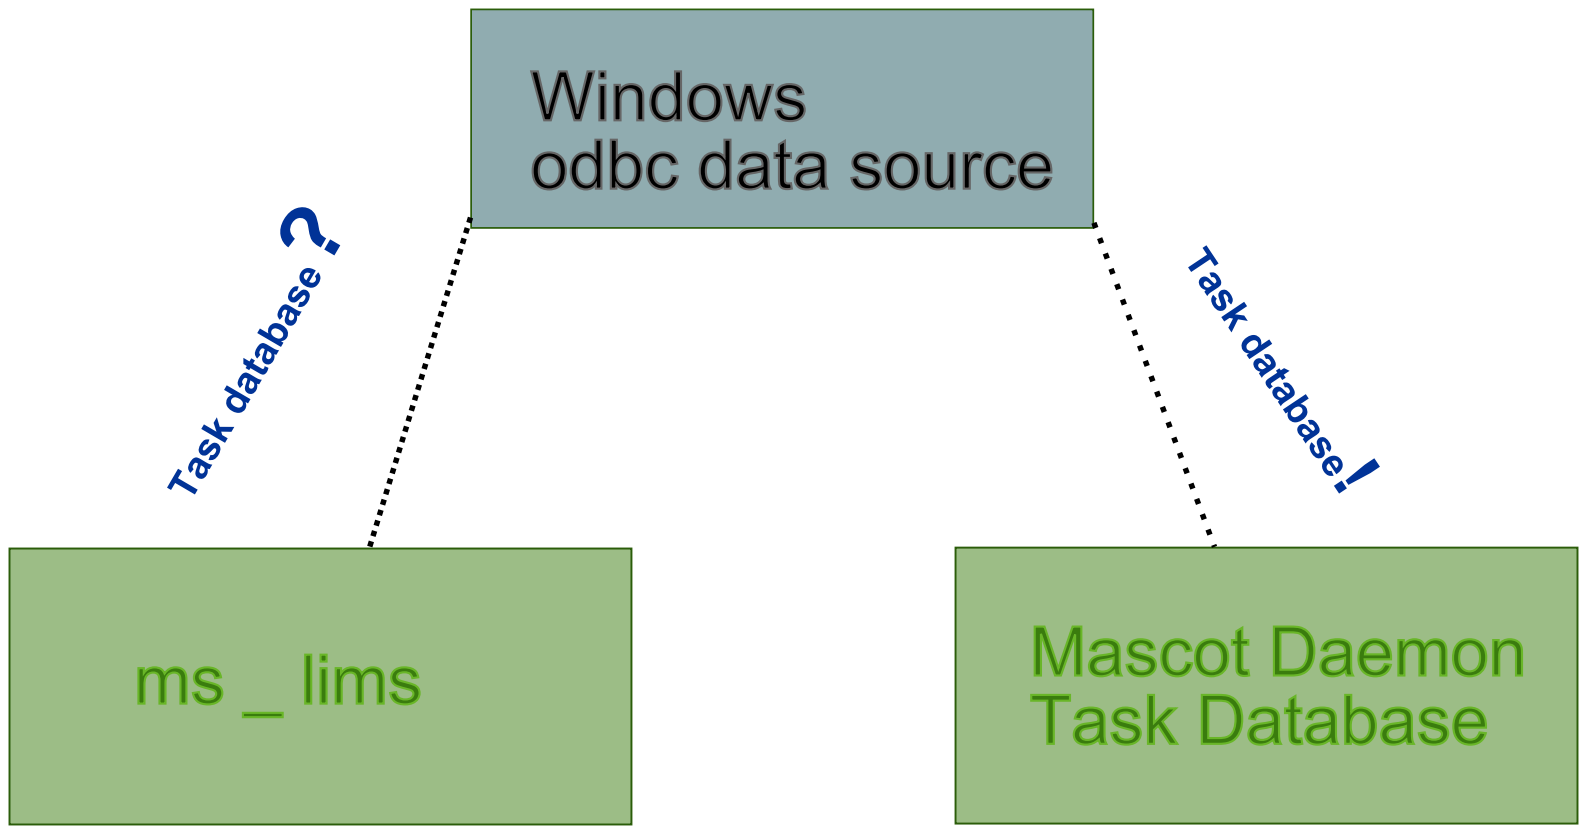 Windows
odbc data source
Task database ?
Task database!
ms _ lims
Mascot Daemon
Task Database